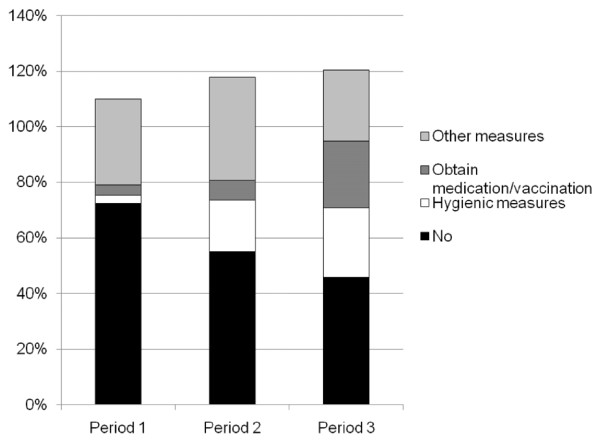 140%
120%
100%
80%
60%
40%
20%
0%
Period 1
Period 2
Period 3
Other measures
Obtain
medication/vaccination
Hygienic measures
No